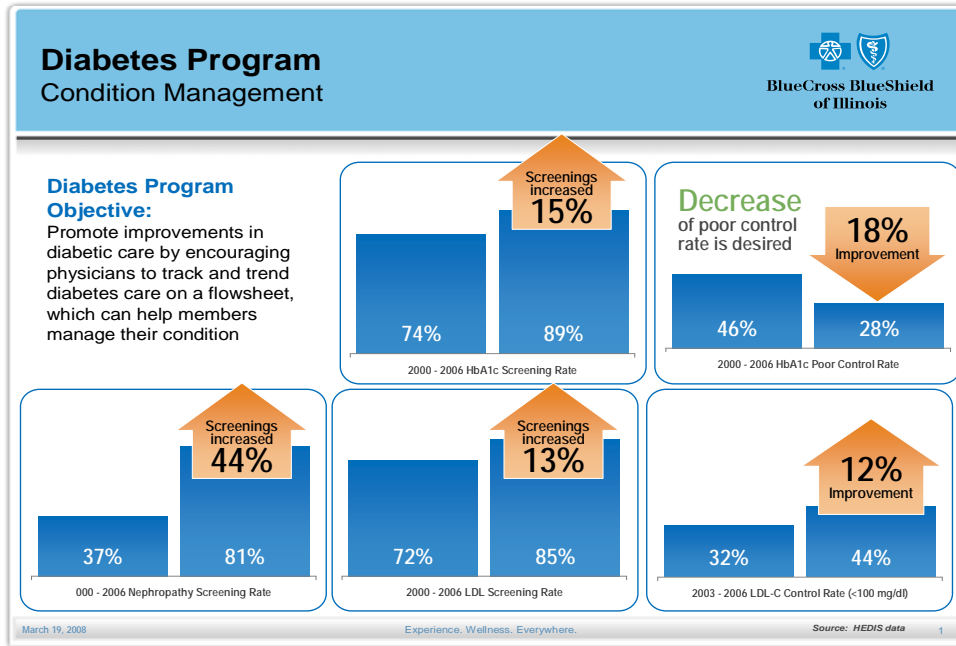 Diabetes Program
Condition Management
BlueCross BlueShield
of Illinois
Diabetes Program
Objective:
Promote improvements in
diabetic care by encouraging
physicians to track and trend
diabetes care on a flowsheet,
which can help members
manage their condition
Screenings
increased
15%
74%
89%
2000 - 2006 HbA1c Screening Rate
Decrease
of poor control
rate is desired
18%
Improvement
46%
28%
2000 - 2006 HbA1c Poor Control Rate
Screenings
increased
44%
37%
81%
000 - 2006 Nephropathy Screening Rate
Screenings
increased
13%
72%
85%
2000 - 2006 LDL Screening Rate
12%
Improvement
32%
44%
2003 - 2006 LDL-C Control Rate (<100 mg/dl)
March 19, 2008
Experience. Wellness. Everywhere.
Source: HEDIS data
1